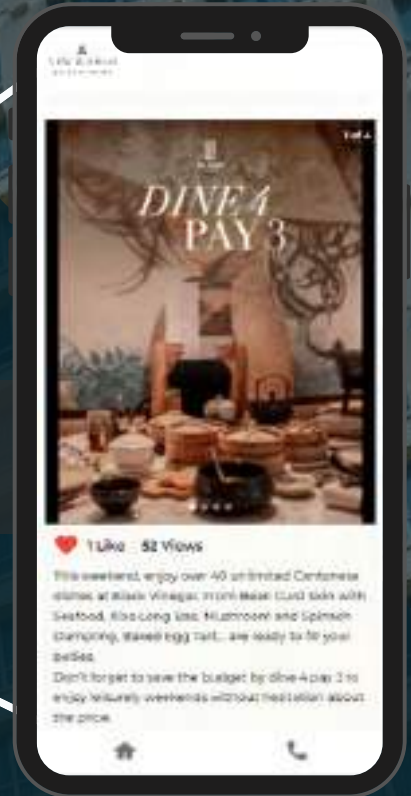 1 of 4
DINE 4
PAY 3
1 Like 52 Views
This weekend, enjoy over 40 unlimited Cantonese
dishes at Black Vinegar. From Bean Curd Skin with
Seafood, Xiao Long Bao, Mushroom and Spinach
Dumpling, Baked Egg Tart... are ready to fill your
bellies.
Don't forget to save the budget by dine 4 pay 3 to
enjoy leisurely weekends without hesitation about
the price.